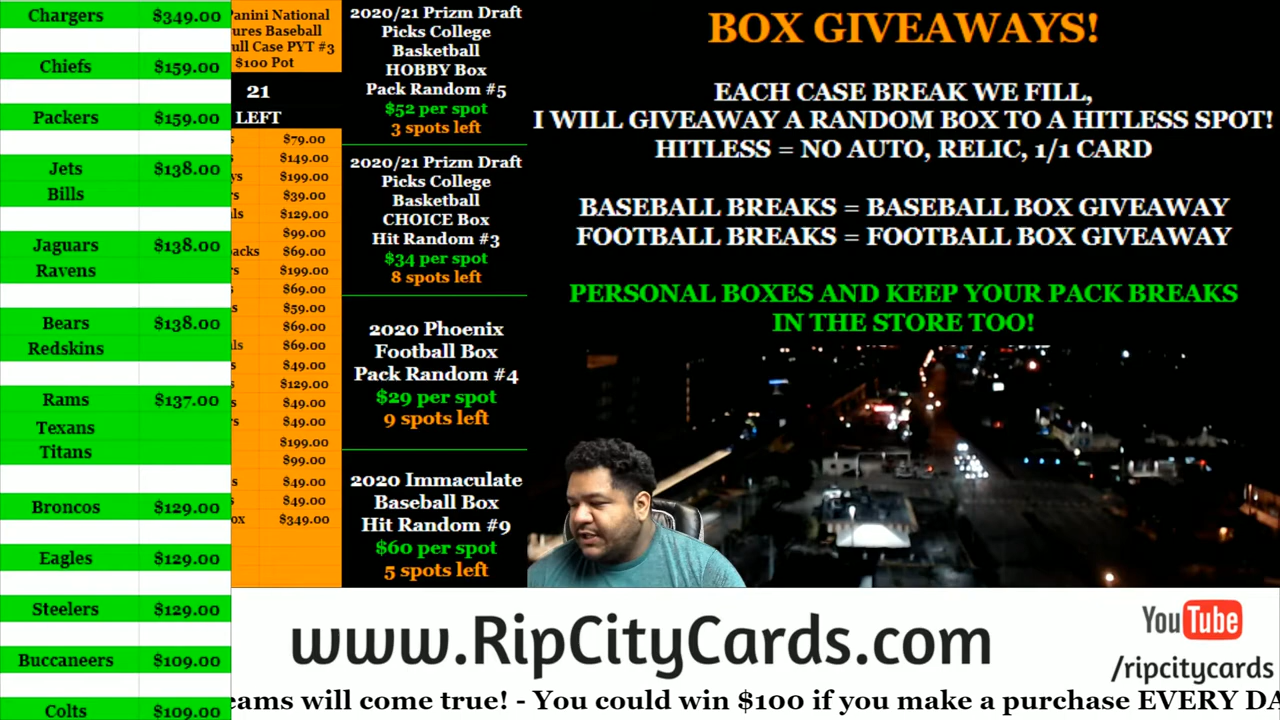 Chargers $349.00
Chiefs $159.00
Packers $159.00
Jets $138.00
Bills
Jaguars $138.00
Ravens
Bears $138.00
Redskins
Rams $137.00
Texans
Titans
Broncos $129.00
Eagles $129.00
Steelers $129.00
Buccaneers $109.00
Colts $109.00
Panini National
ures Baseball
ull Case PYT #3
$100 Pot
21
LEFT
s $79.00
s $149.00
ys $199.00
rs $39.00
ls $129.00
$99.00
acks $69.00
rs $199.00
s $69.00
s $59.00
$69.00
ls $69.00
s $49.00
s $129.00
s $49.00
rs $49.00
$199.00
$99.00
s $49.00
s $49.00
ox $349.00
2020/21 Prizm Draft
Picks College
Basketball
HOBBY Box
Pack Random #5
$52 per spot
3 spots left
2020/21 Prizm Draft
Picks College
Basketball
CHOICE Box
Hit Random #3
$34 per spot
8 spots left
2020 Phoenix
Football Box
Pack Random #4
$29 per spot
9 spots left
2020 Immaculate
Baseball Box
Hit Random #9
$60 per spot
5 spots left
BOX GIVEAWAYS!
EACH CASE BREAK WE FILL,
I WILL GIVEAWAY A RANDOM BOX TO A HITLESS SPOT!
HITLESS = NO AUTO, RELIC, 1/1 CARD
BASEBALL BREAKS = BASEBALL BOX GIVEAWAY
FOOTBALL BREAKS = FOOTBALL BOX GIVEAWAY
PERSONAL BOXES AND KEEP YOUR PACK BREAKS
IN THE STORE TOO!
www.RipCityCards.com
YouTube
/ripcitycards
eams will come true! - You could win $100 if you make a purchase EVERY DA